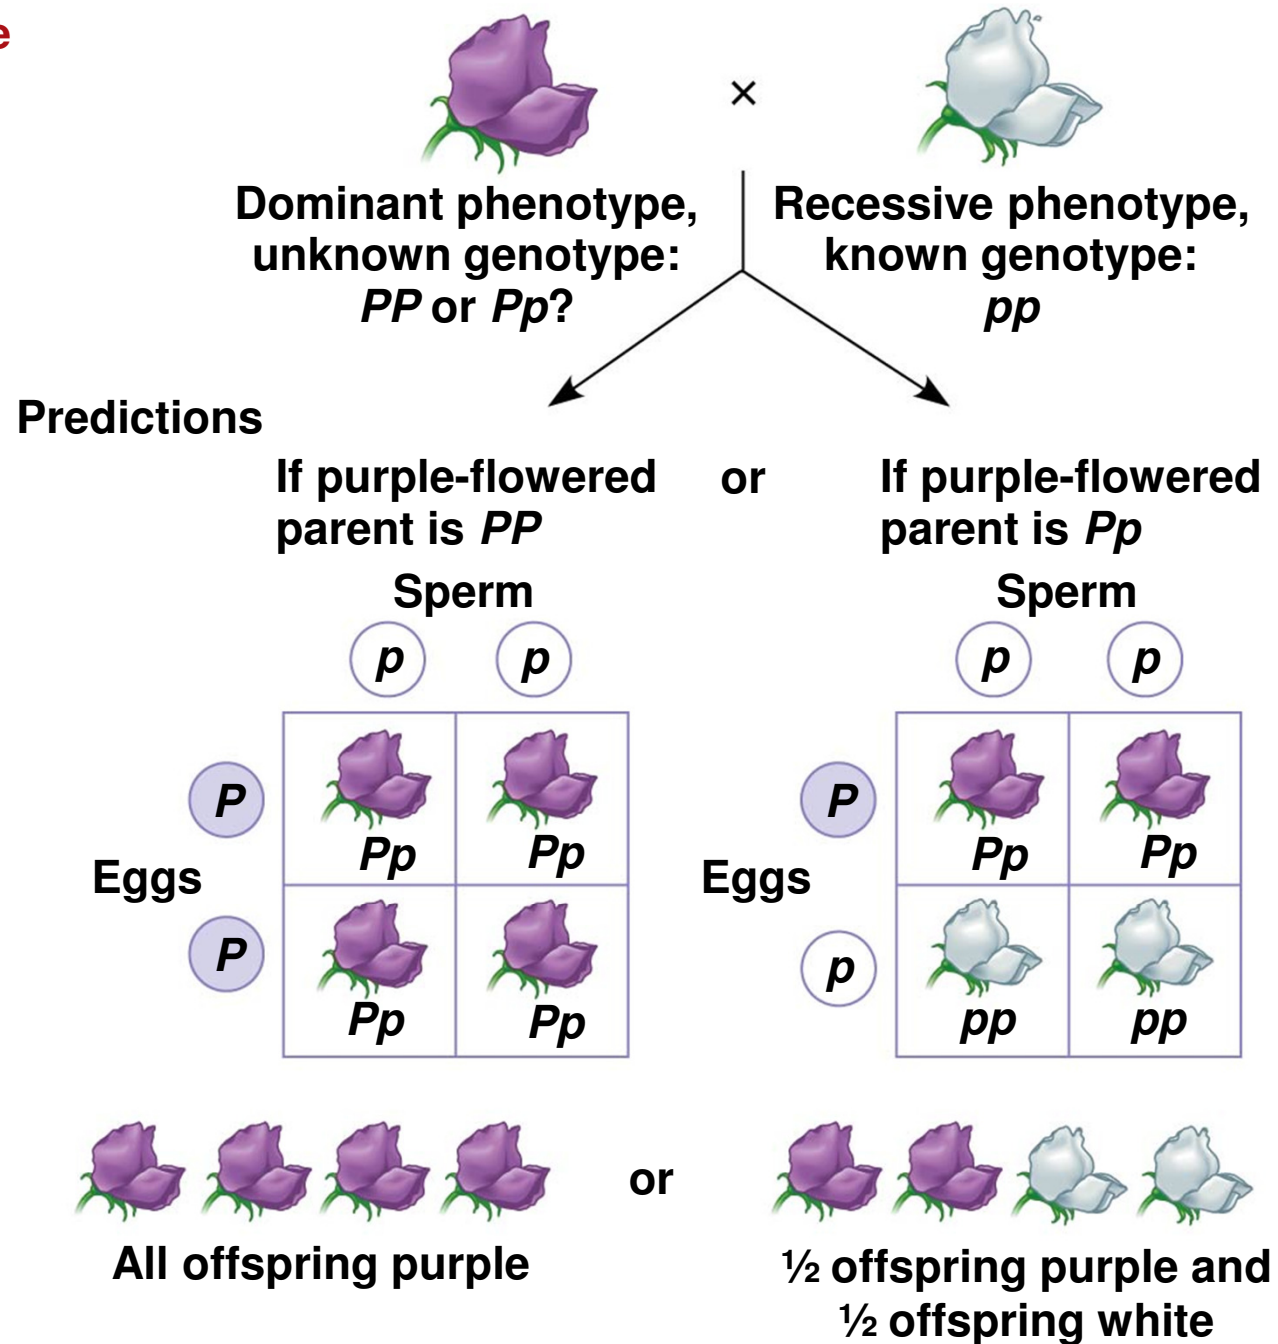 e
×
Dominant phenotype,
unknown genotype:
PP or Pp?
Recessive phenotype,
known genotype:
pp
Predictions
If purple-flowered
parent is PP
or
If purple-flowered
parent is Pp
Sperm
p p
P
Eggs
P
Pp Pp
Pp Pp
Sperm
p p
P
Eggs
p
Pp Pp
pp pp
All offspring purple
or
½ offspring purple and
½ offspring white